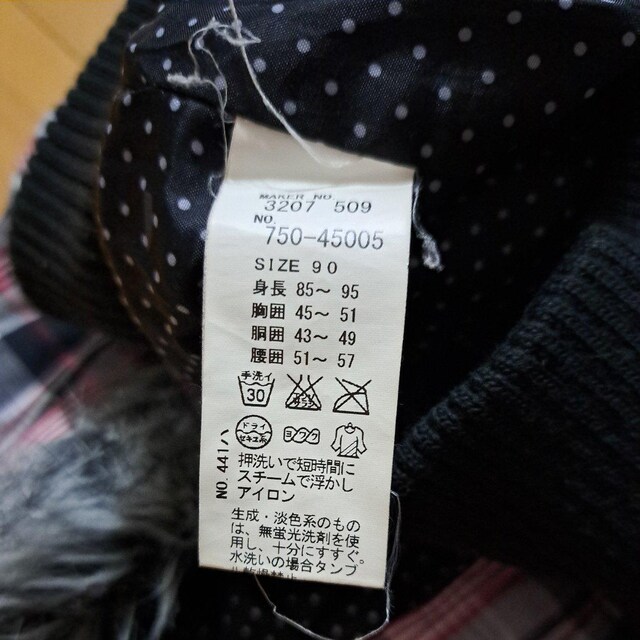 MAKER NO.
3207 509
NO.
750-45005
SIZE 90
身長 85～ 95
胸囲 45～ 51
胴囲 43～ 49
腰囲 51～ 57
手洗イ
30
ドライ
セキユ系
ヨワク
NO.441ハ
押洗いで短時間に
スチームで浮かし
アイロン
生成・淡色系のもの
は、無蛍光洗剤を使
用し、十分にすすぐ。
水洗いの場合タンブ